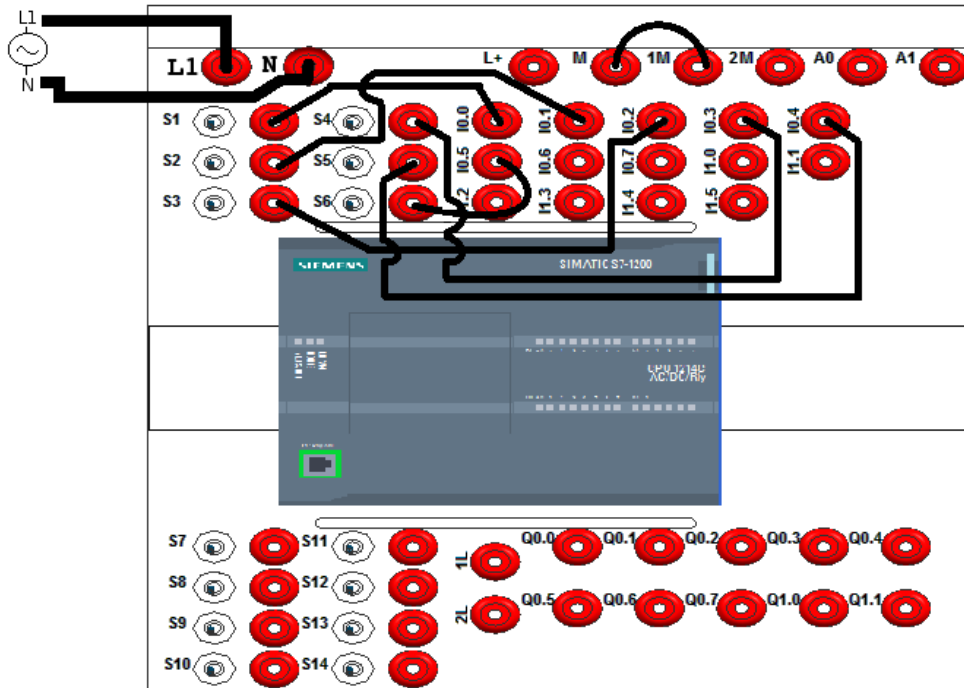 L1
N
L1 N L+ M 1M 2M A0 A1
S1 S4 I0.0 I0.1 I0.2 I0.3 I0.4
S2 S5 I0.5 I0.6 I0.7 I1.0 I1.1
S3 S6 I1.3 I1.4 I1.5
SIEMENS SIMATIC S7-1200
CPU 1214C
AC/DC/Rly
S7 S11 1L Q0.0 Q0.1 Q0.2 Q0.3 Q0.4
S8 S12
S9 S13 2L Q0.5 Q0.6 Q0.7 Q1.0 Q1.1
S10 S14